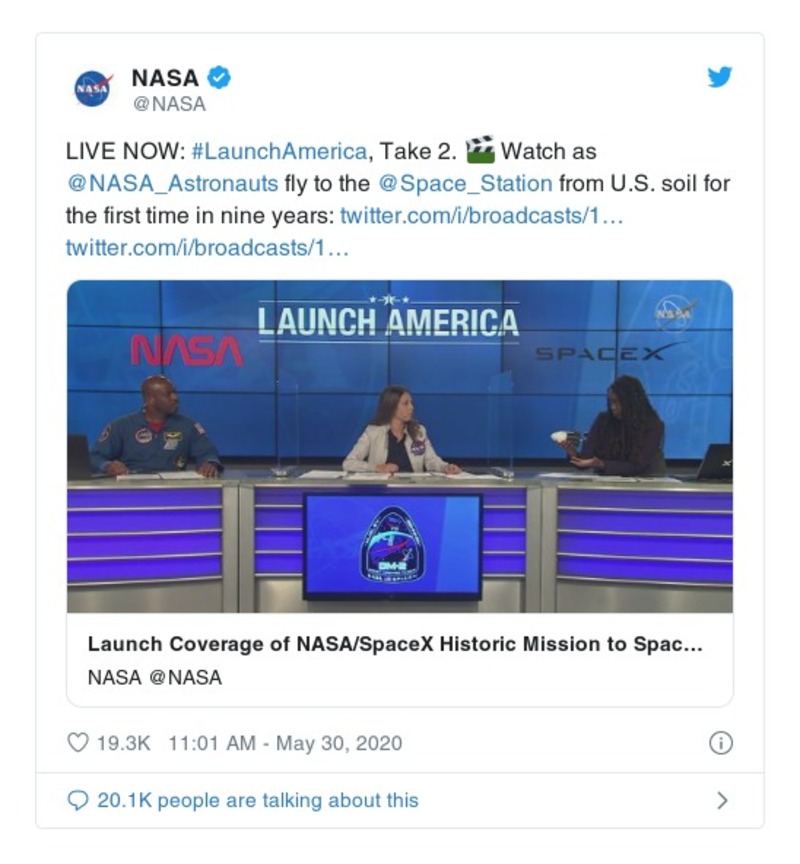 NASA
@NASA
LIVE NOW: #LaunchAmerica, Take 2. 🎬 Watch as
@NASA_Astronauts fly to the @Space_Station from U.S. soil for
the first time in nine years: twitter.com/i/broadcasts/1…
twitter.com/i/broadcasts/1…
LAUNCH AMERICA
NASA
NASA
SPACEX
NASA
DM-2
Launch Coverage of NASA/SpaceX Historic Mission to Spac...
NASA @NASA
19.3K 11:01 AM - May 30, 2020
20.1K people are talking about this